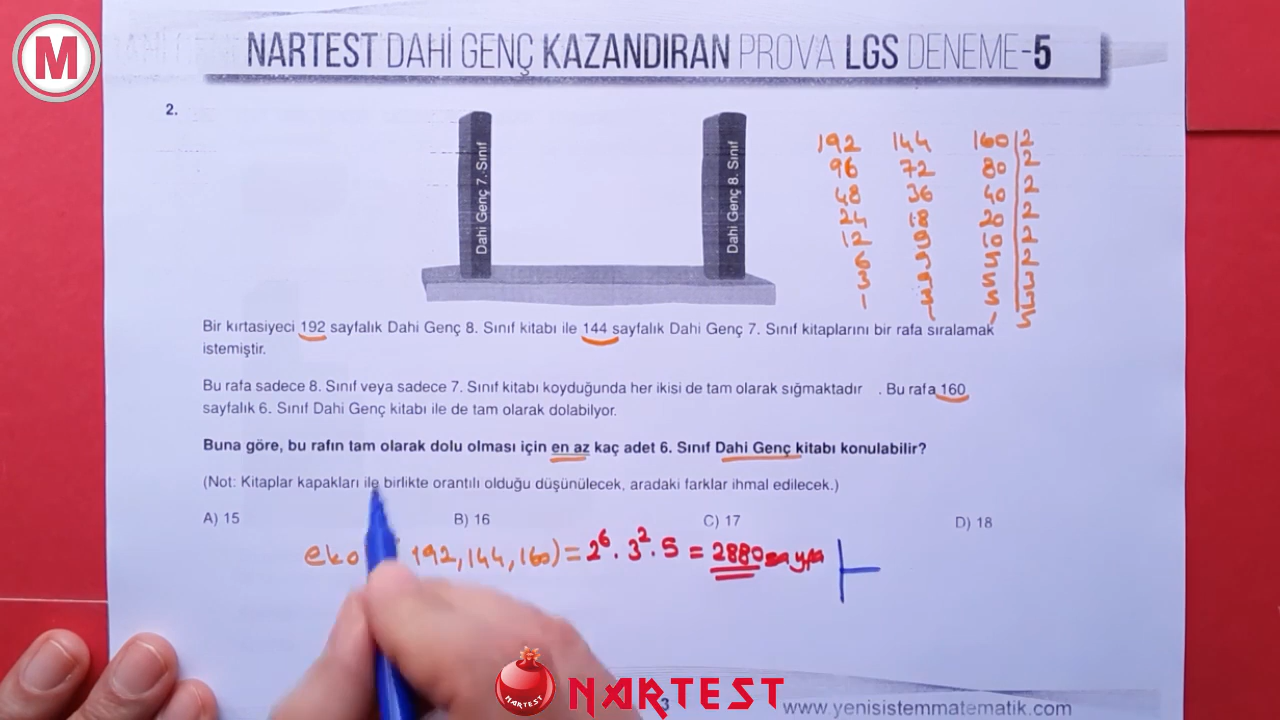 M
NARTEST DAHİ GENÇ KAZANDIRAN PROVA LGS DENEME-5
2.
Dahi Genç 7. Sınıf
Dahi Genç 8. Sınıf
192 144 160 2
96 72 80 2
48 36 40 2
24 18 20 2
12 9 10 2
6 9 5 2
3 9 5 3
1 3 5 3
1 1 5
Bir kırtasiyeci 192 sayfalık Dahi Genç 8. Sınıf kitabı ile 144 sayfalık Dahi Genç 7. Sınıf kitaplarını bir rafa sıralamak
istemiştir.
Bu rafa sadece 8. Sınıf veya sadece 7. Sınıf kitabı koyduğunda her ikisi de tam olarak sığmaktadır . Bu rafa 160
sayfalık 6. Sınıf Dahi Genç kitabı ile de tam olarak dolabilyor.
Buna göre, bu rafın tam olarak dolu olması için en az kaç adet 6. Sınıf Dahi Genç kitabı konulabilir?
(Not: Kitaplar kapakları ile birlikte orantılı olduğu düşünülecek, aradaki farklar ihmal edilecek.)
A) 15 B) 16 C) 17 D) 18
eko 192, 144, 160) = 2⁶ . 3² . 5 = 2880 sayfa
NARTEST
NARTEST
3
www.yenisistemmatematik.com